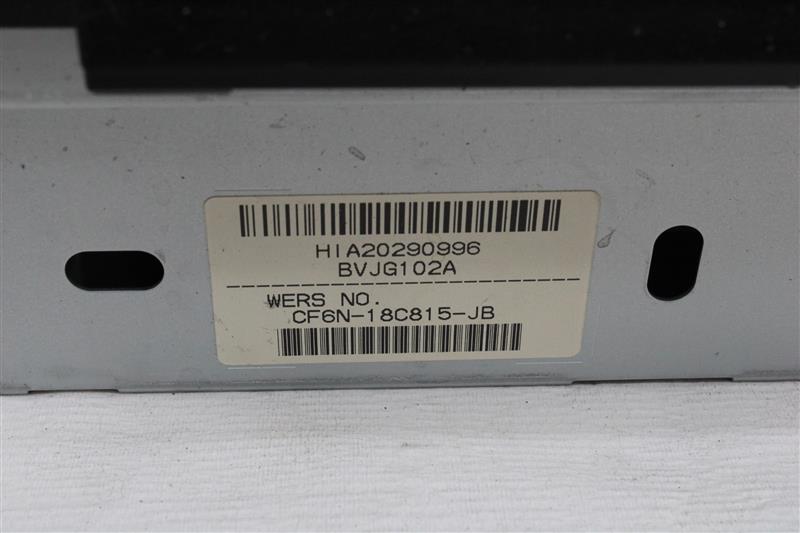 HIA20290996
BVJG102A
WERS NO.
CF6N-18C815-JB